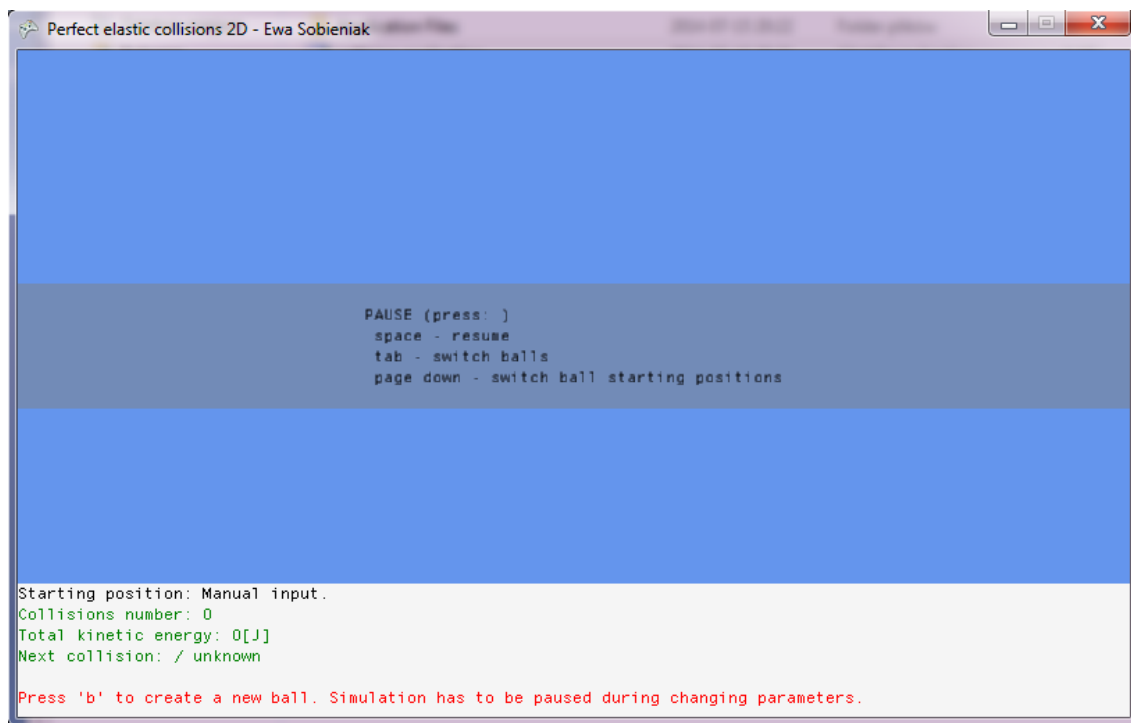 Perfect elastic collisions 2D - Ewa Sobieniak
PAUSE (press: )
space - resume
tab - switch balls
page down - switch ball starting positions
Starting position: Manual input.
Collisions number: 0
Total kinetic energy: 0[J]
Next collision: / unknown
Press 'b' to create a new ball. Simulation has to be paused during changing parameters.